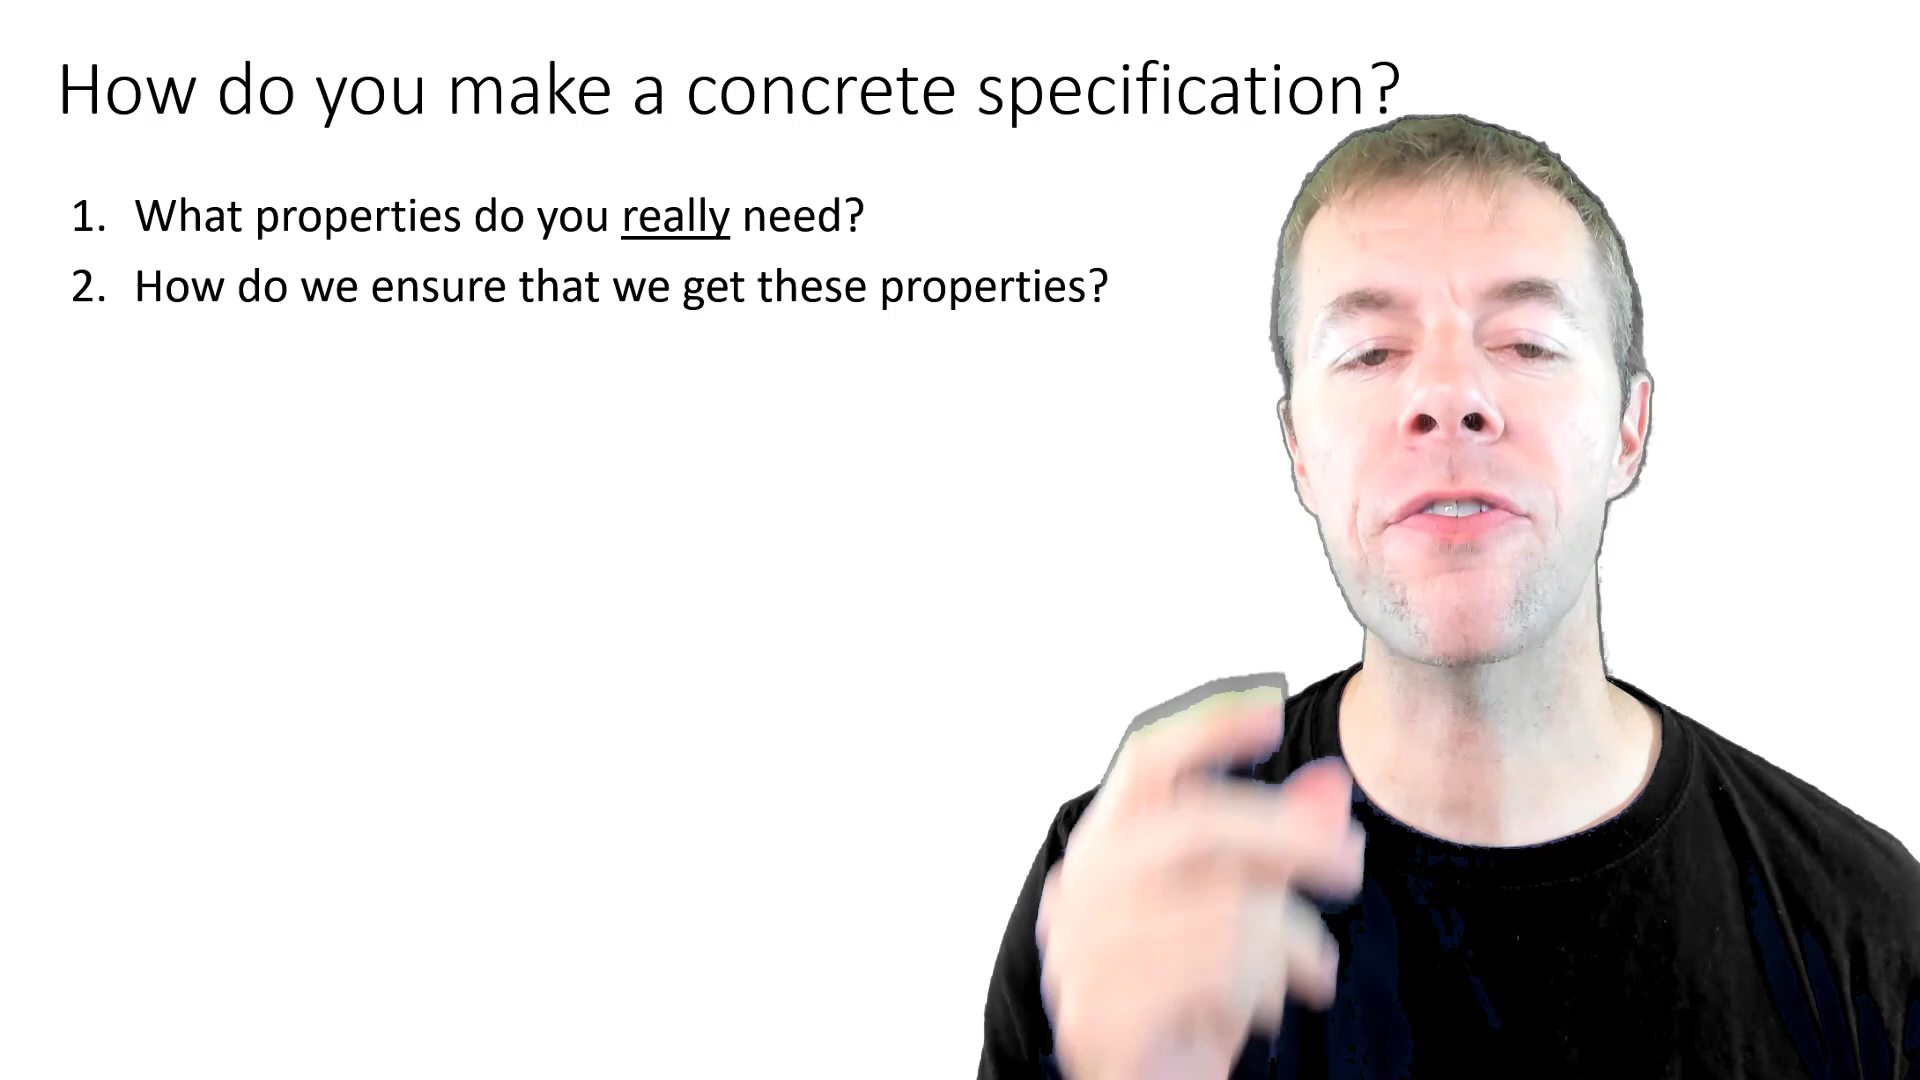 How do you make a concrete specification?
1. What properties do you really need?
2. How do we ensure that we get these properties?